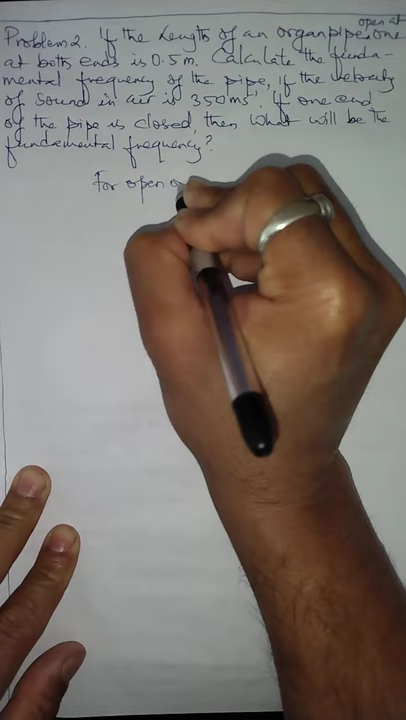 open at
Problem 2. If the Length of an organpipe, one
at both ends is 0.5m. Calculate the funda-
mental frequency of the pipe, if the velocity
of sound in air is 350ms⁻¹. If one end
of the pipe is closed, then what will be the
fundamental frequency?
For open o